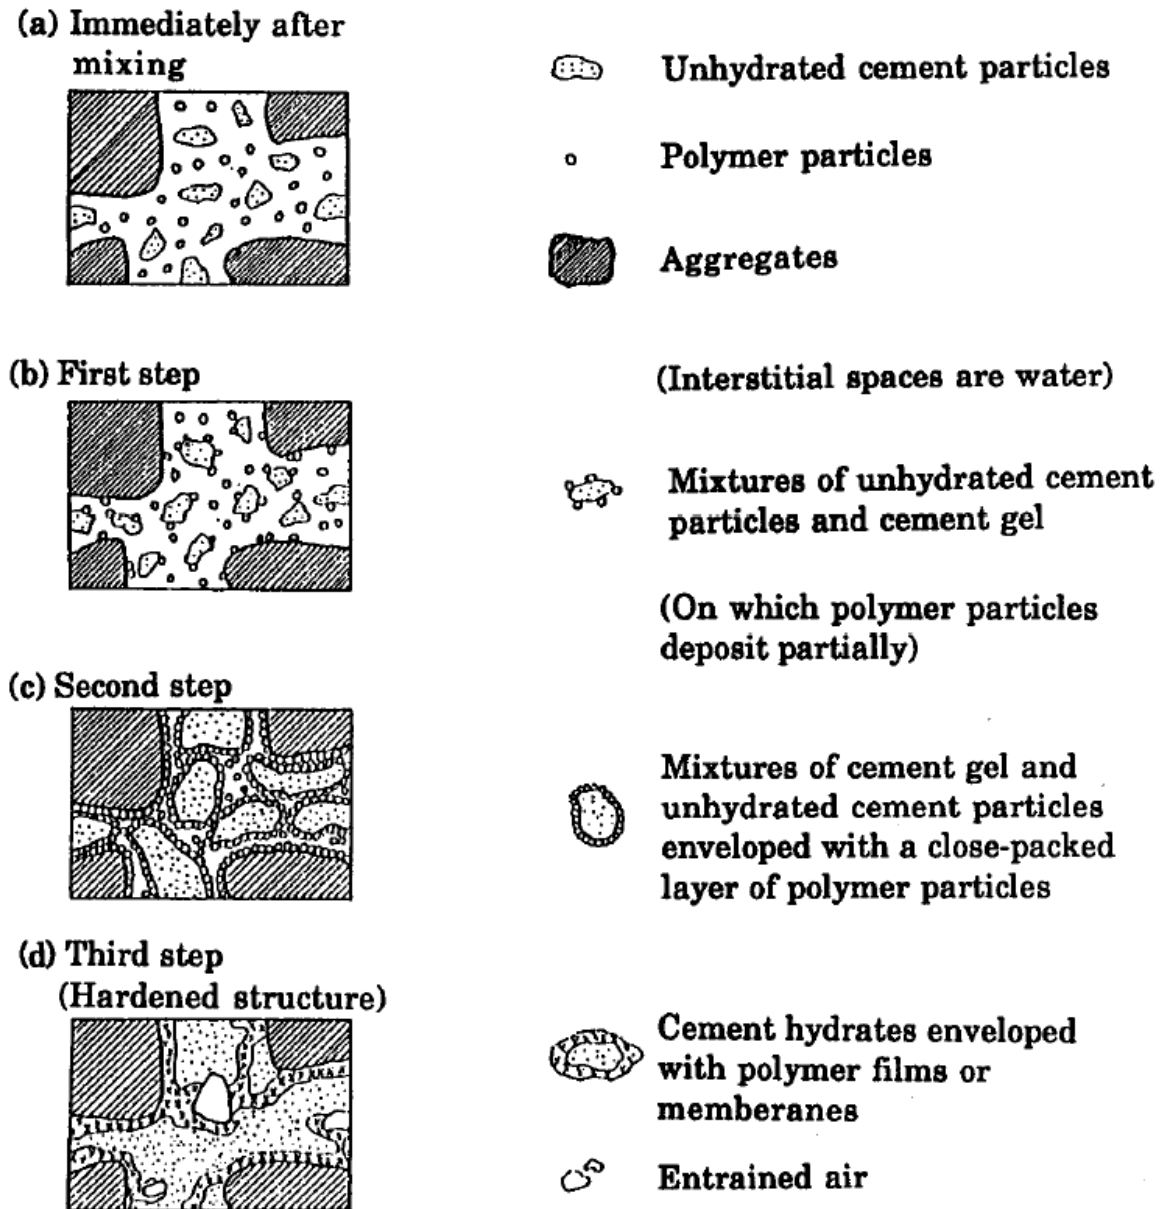 (a) Immediately after
mixing
Unhydrated cement particles
Polymer particles
Aggregates
(b) First step
(Interstitial spaces are water)
Mixtures of unhydrated cement
particles and cement gel
(On which polymer particles
deposit partially)
(c) Second step
Mixtures of cement gel and
unhydrated cement particles
enveloped with a close-packed
layer of polymer particles
(d) Third step
(Hardened structure)
Cement hydrates enveloped
with polymer films or
memberanes
Entrained air